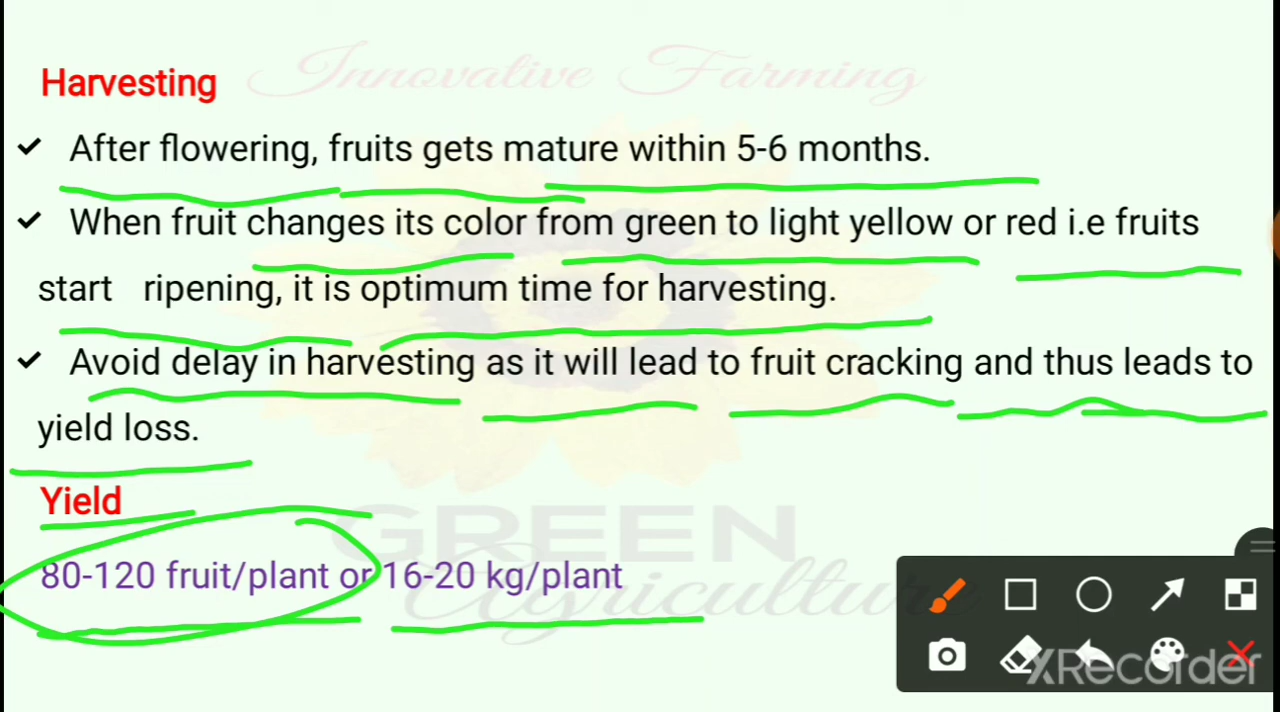 Innovative Farming
Harvesting
✓ After flowering, fruits gets mature within 5-6 months.
✓ When fruit changes its color from green to light yellow or red i.e fruits
start ripening, it is optimum time for harvesting.
✓ Avoid delay in harvesting as it will lead to fruit cracking and thus leads to
yield loss.
Yield
GREEN
80-120 fruit/plant or 16-20 kg/plant
Agriculture
XRecorder